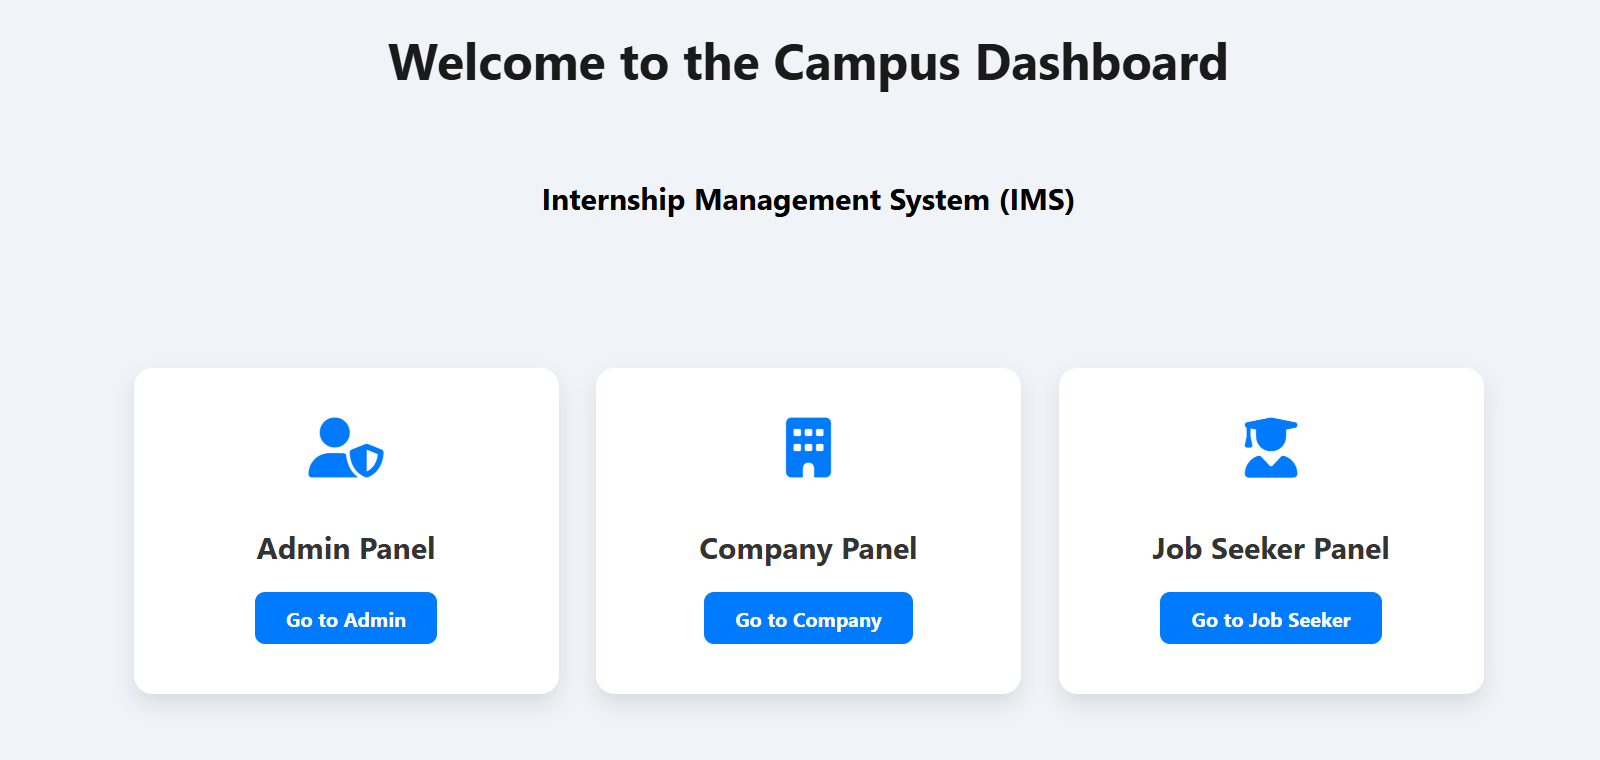 Welcome to the Campus Dashboard
Internship Management System (IMS)
Admin Panel
Go to Admin
Company Panel
Go to Company
Job Seeker Panel
Go to Job Seeker